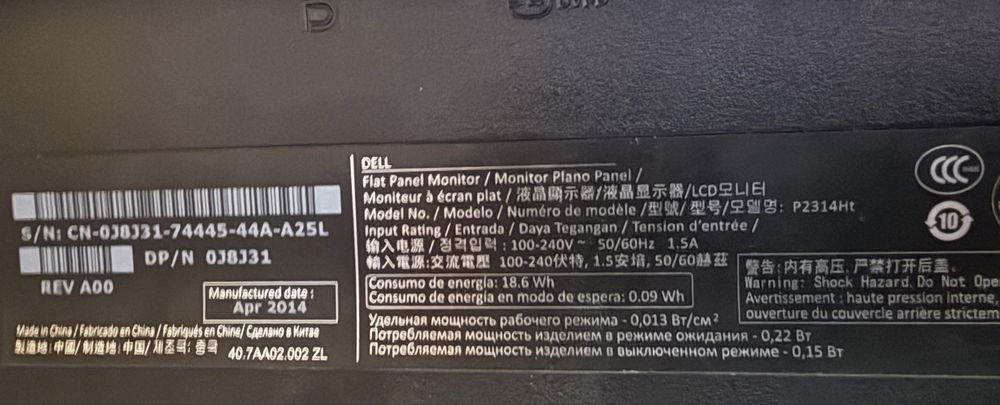 D
S/N: CN-0J8J31-74445-44A-A25L
DP/N 0J8J31
REV A00
Manufactured date :
Apr 2014
Made in China / Fabricado en China / Fabriqués en Chine/ Сделано в Китае
製造地: 中國/ 制造地: 中国/ 제조국: 중국
40.7AA02.002 ZL
DELL
Flat Panel Monitor / Monitor Plano Panel /
Moniteur à écran plat / 液晶顯示器/液晶显示器/LCD모니터
Model No. / Modelo / Numéro de modèle /型號/ 型号/모델명: P2314Ht
Input Rating / Entrada / Daya Tegangan / Tension d'entrée /
输入电源 / 정격입력 : 100-240V ~ 50/60Hz 1.5A
輸入電源:交流電壓 100-240伏特, 1.5安培, 50/60赫茲
Consumo de energía: 18.6 Wh
Consumo de energía en modo de espera: 0.09 Wh
Удельная мощность рабочего режима - 0,013 Вт/см²
Потребляемая мощность изделием в режиме ожидания - 0,22 Вт
Потребляемая мощность изделием в выключенном режиме - 0,15 Вт
CCC
10
警告: 内有高压, 严禁打开后盖.
Warning: Shock Hazard. Do Not Ope
Avertissement : haute pression interne,
ouverture du couvercle arrière strictem